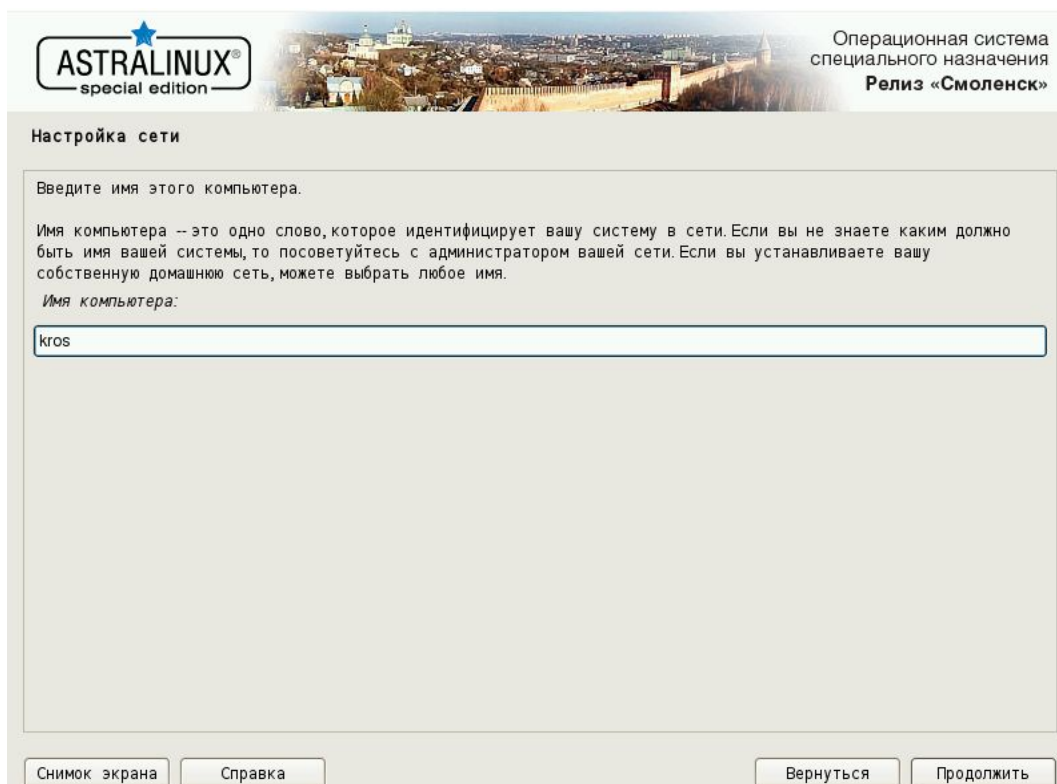 ASTRALINUX®
special edition
Операционная система
специального назначения
Релиз «Смоленск»
Настройка сети
Введите имя этого компьютера.
Имя компьютера -- это одно слово, которое идентифицирует вашу систему в сети. Если вы не знаете каким должно
быть имя вашей системы, то посоветуйтесь с администратором вашей сети. Если вы устанавливаете вашу
собственную домашнюю сеть, можете выбрать любое имя.
Имя компьютера:
kros
Снимок экрана
Справка
Вернуться
Продолжить